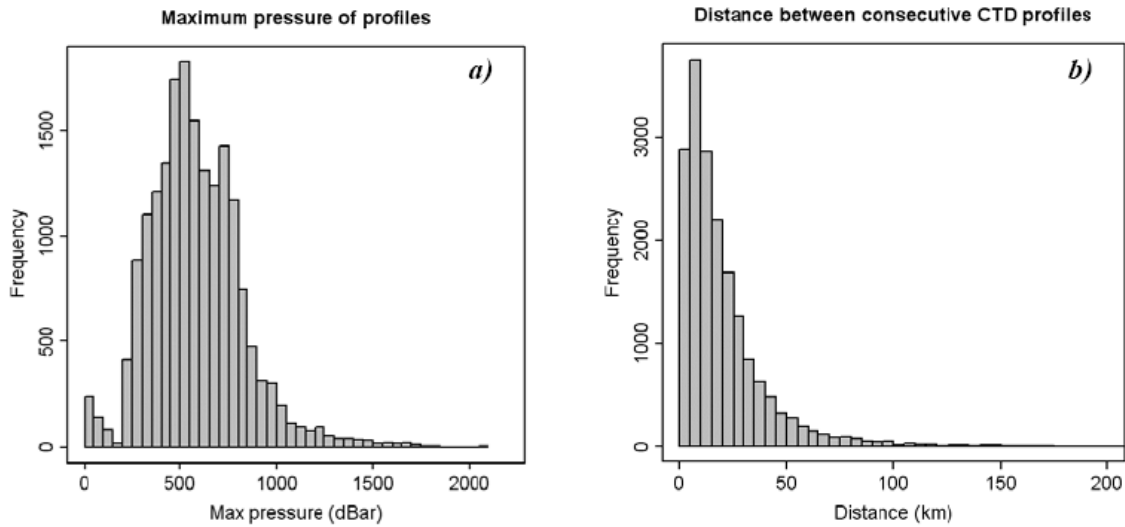 Maximum pressure of profiles
a)
Frequency
0
500
1000
1500
0 500 1000 1500 2000
Max pressure (dBar)
Distance between consecutive CTD profiles
b)
Frequency
0
1000
2000
3000
0 50 100 150 200
Distance (km)